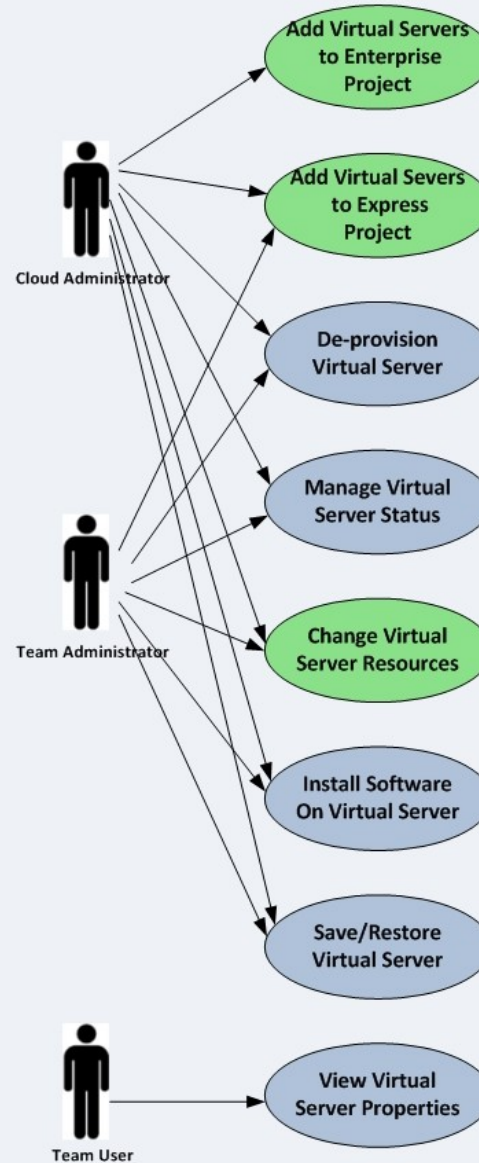 Add Virtual Servers
to Enterprise
Project
Cloud Administrator
Add Virtual Severs
to Express
Project
De-provision
Virtual Server
Manage Virtual
Server Status
Team Administrator
Change Virtual
Server Resources
Install Software
On Virtual Server
Save/Restore
Virtual Server
Team User
View Virtual
Server Properties